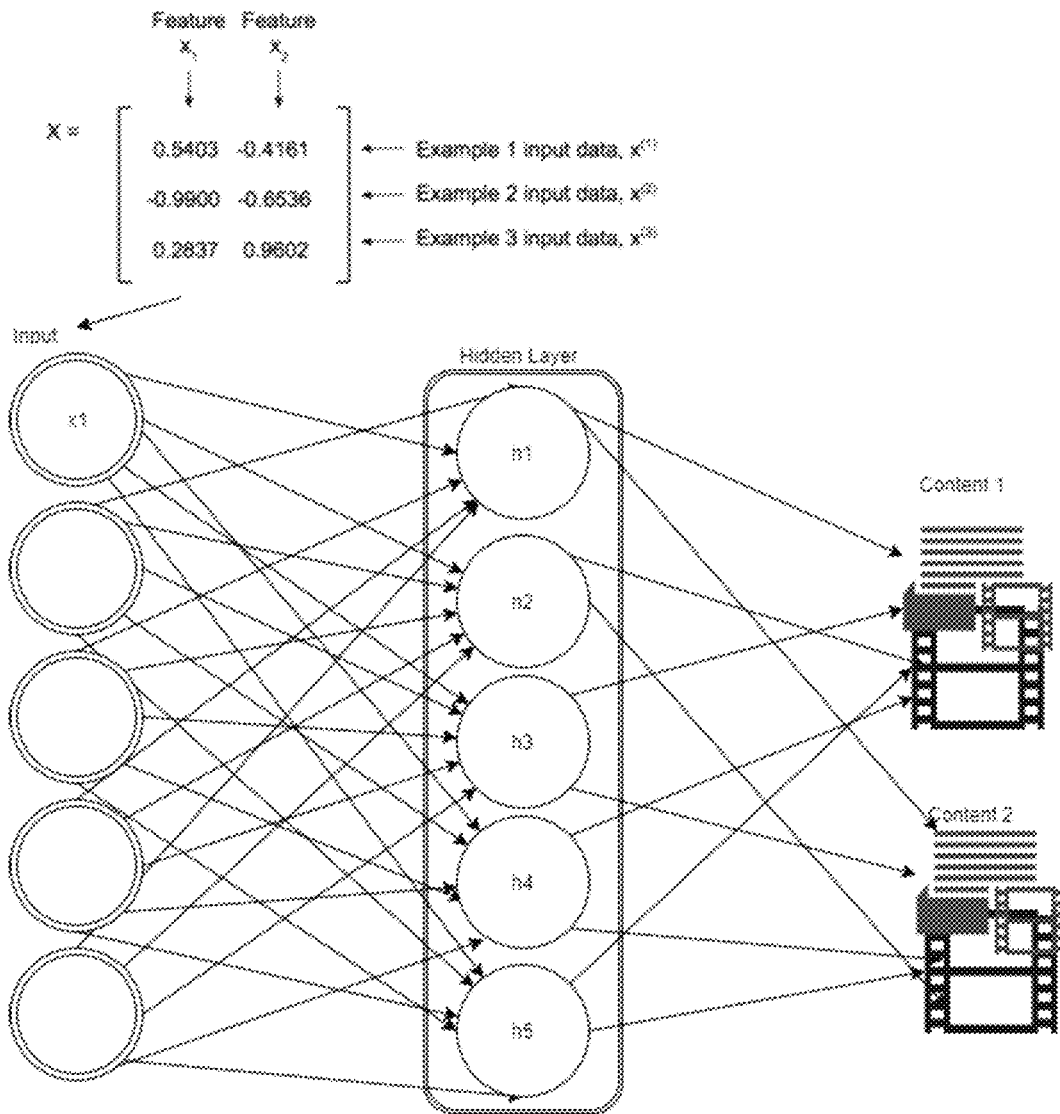 Feature Feature
x₁ x₂
X =
0.5403 -0.4161
Example 1 input data, x⁽¹⁾
-0.9900 -0.6536
Example 2 input data, x⁽²⁾
0.2837 0.9602
Example 3 input data, x⁽³⁾
Input
Hidden Layer
x1
h1
Content 1
h2
h3
Content 2
h4
h5